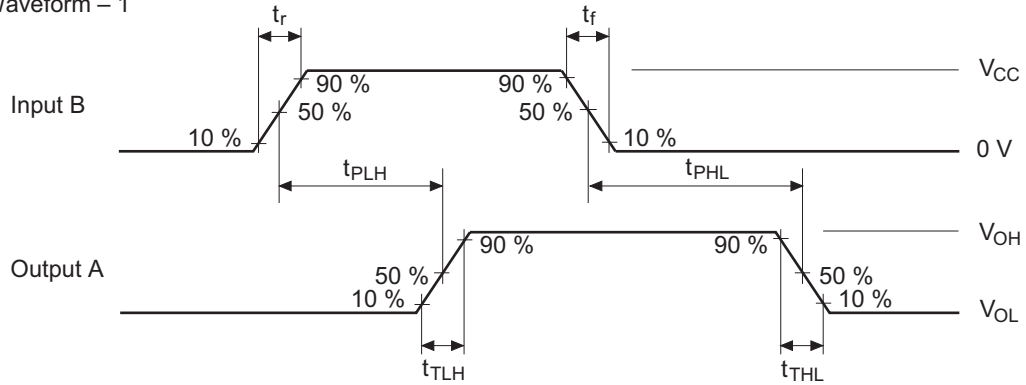 Waveform – 1
tr tf
90 % 90 % VCC
Input B 50 % 50 %
10 % 10 % 0 V
tPLH tPHL
90 % 90 % VOH
Output A 50 % 50 %
10 % 10 % VOL
tTLH tTHL